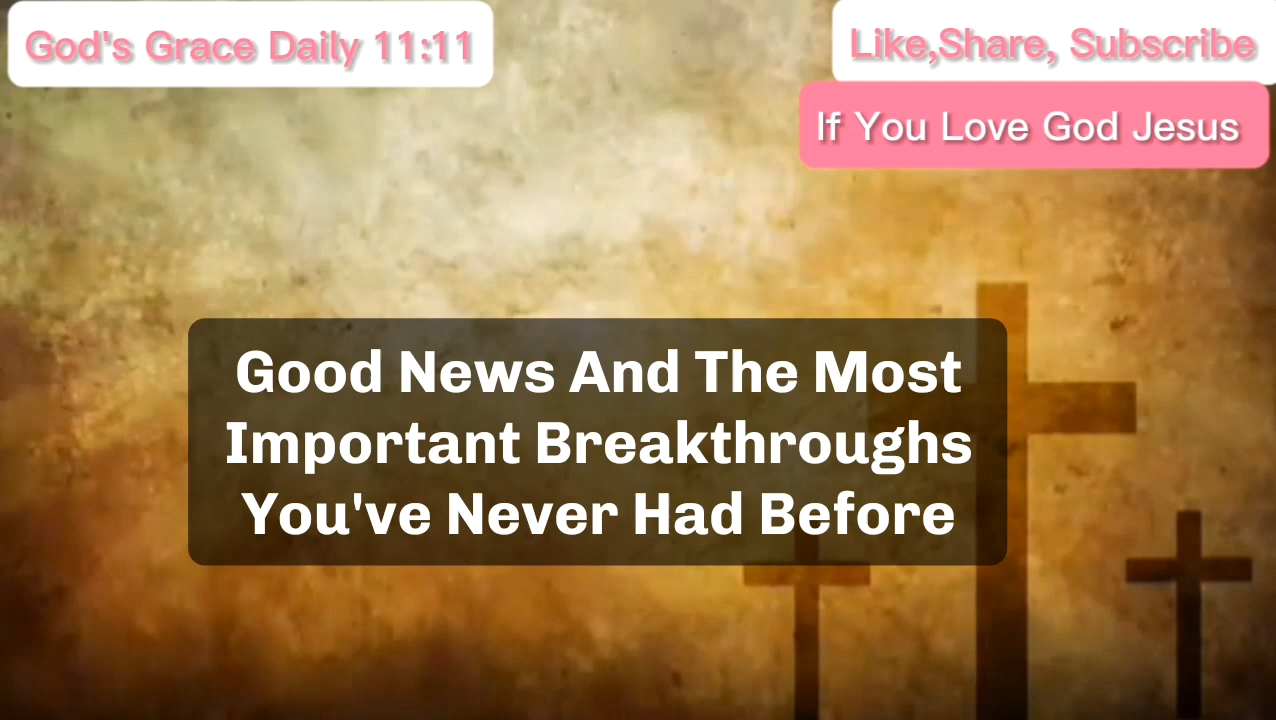 God's Grace Daily 11:11
Like,Share, Subscribe
If You Love God Jesus
Good News And The Most
Important Breakthroughs
You've Never Had Before